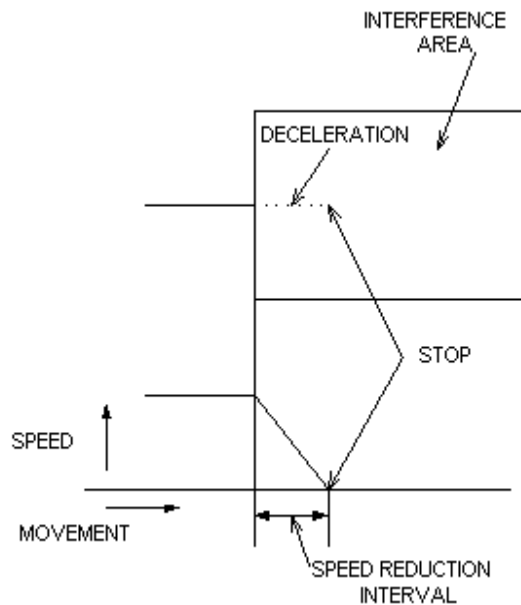 INTERFERENCE
AREA
DECELERATION
STOP
SPEED
MOVEMENT
SPEED REDUCTION
INTERVAL